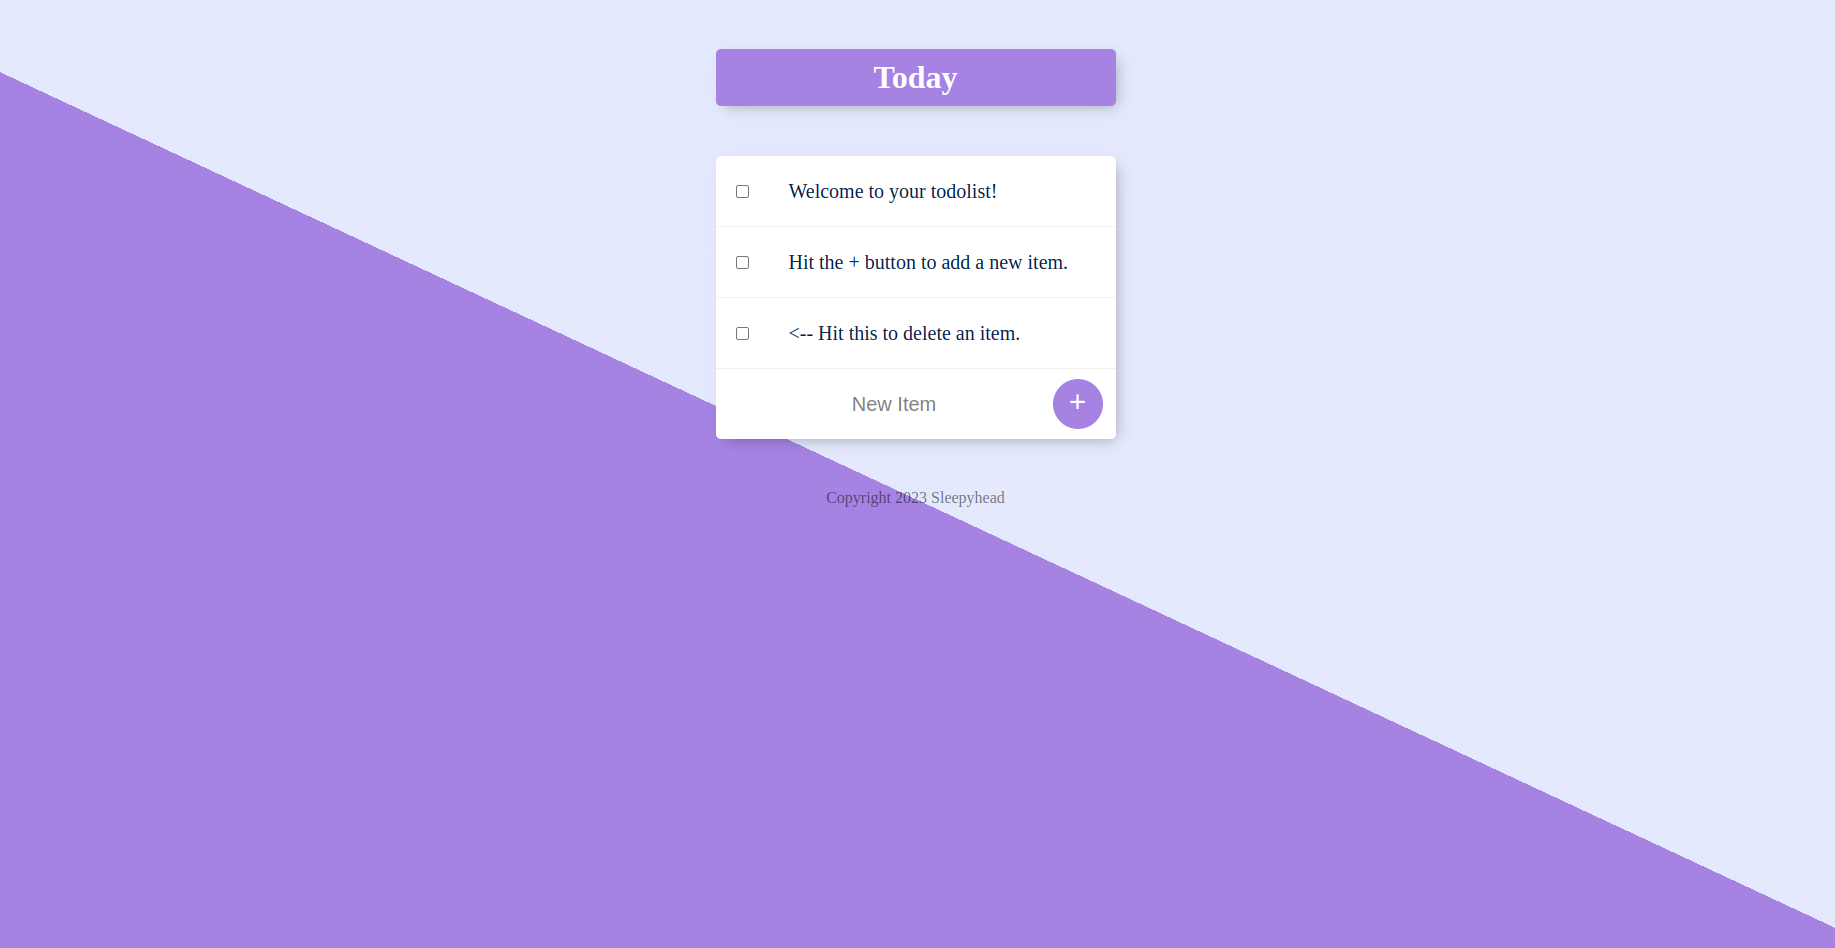 Today
Welcome to your todolist!
Hit the + button to add a new item.
<-- Hit this to delete an item.
New Item +
Copyright 2023 Sleepyhead